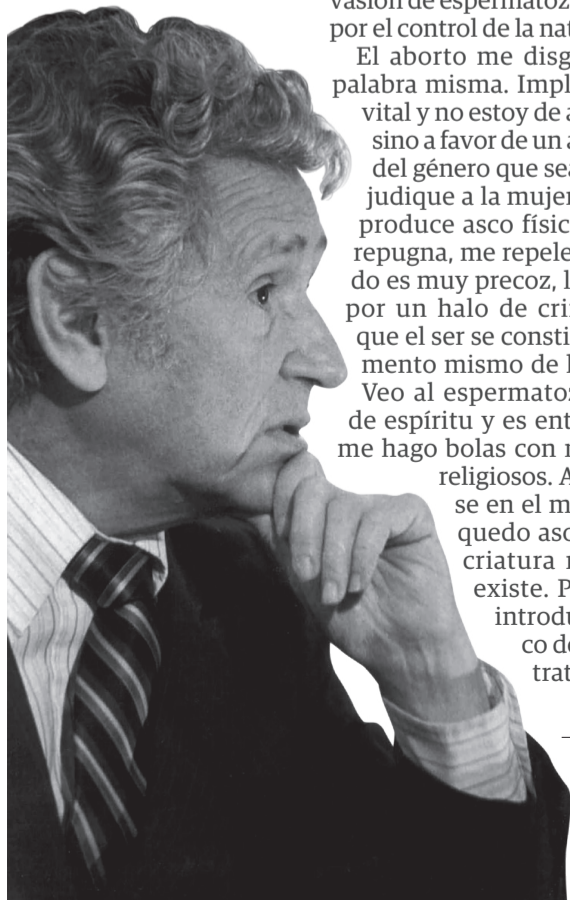 vasión de espermatoz
por el control de la nat
El aborto me disg
palabra misma. Impl
vital y no estoy de a
sino a favor de un a
del género que sea
judique a la mujer
produce asco físic
repugna, me repele
do es muy precoz, l
por un halo de cri
que el ser se consti
mento mismo de l
Veo al espermatoz
de espíritu y es ent
me hago bolas con
religiosos. A
se en el m
quedo aso
criatura
existe. P
introdu
co de
trat